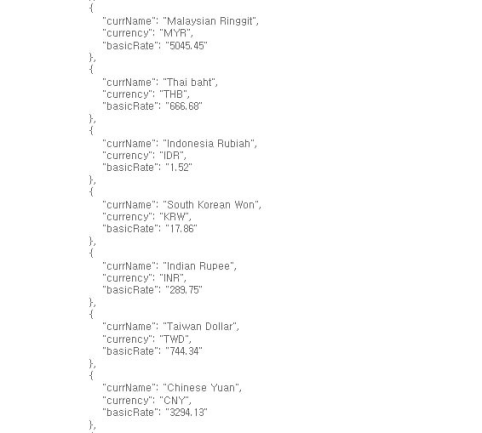 {
"currName": "Malaysian Ringgit",
"currency": "MYR",
"basicRate": "5045.45"
},
{
"currName": "Thai baht",
"currency": "THB",
"basicRate": "666.68"
},
{
"currName": "Indonesia Rubiah",
"currency": "IDR",
"basicRate": "1.52"
},
{
"currName": "South Korean Won",
"currency": "KRW",
"basicRate": "17.86"
},
{
"currName": "Indian Rupee",
"currency": "INR",
"basicRate": "289.75"
},
{
"currName": "Taiwan Dollar",
"currency": "TWD",
"basicRate": "744.34"
},
{
"currName": "Chinese Yuan",
"currency": "CNY",
"basicRate": "3294.13"
},